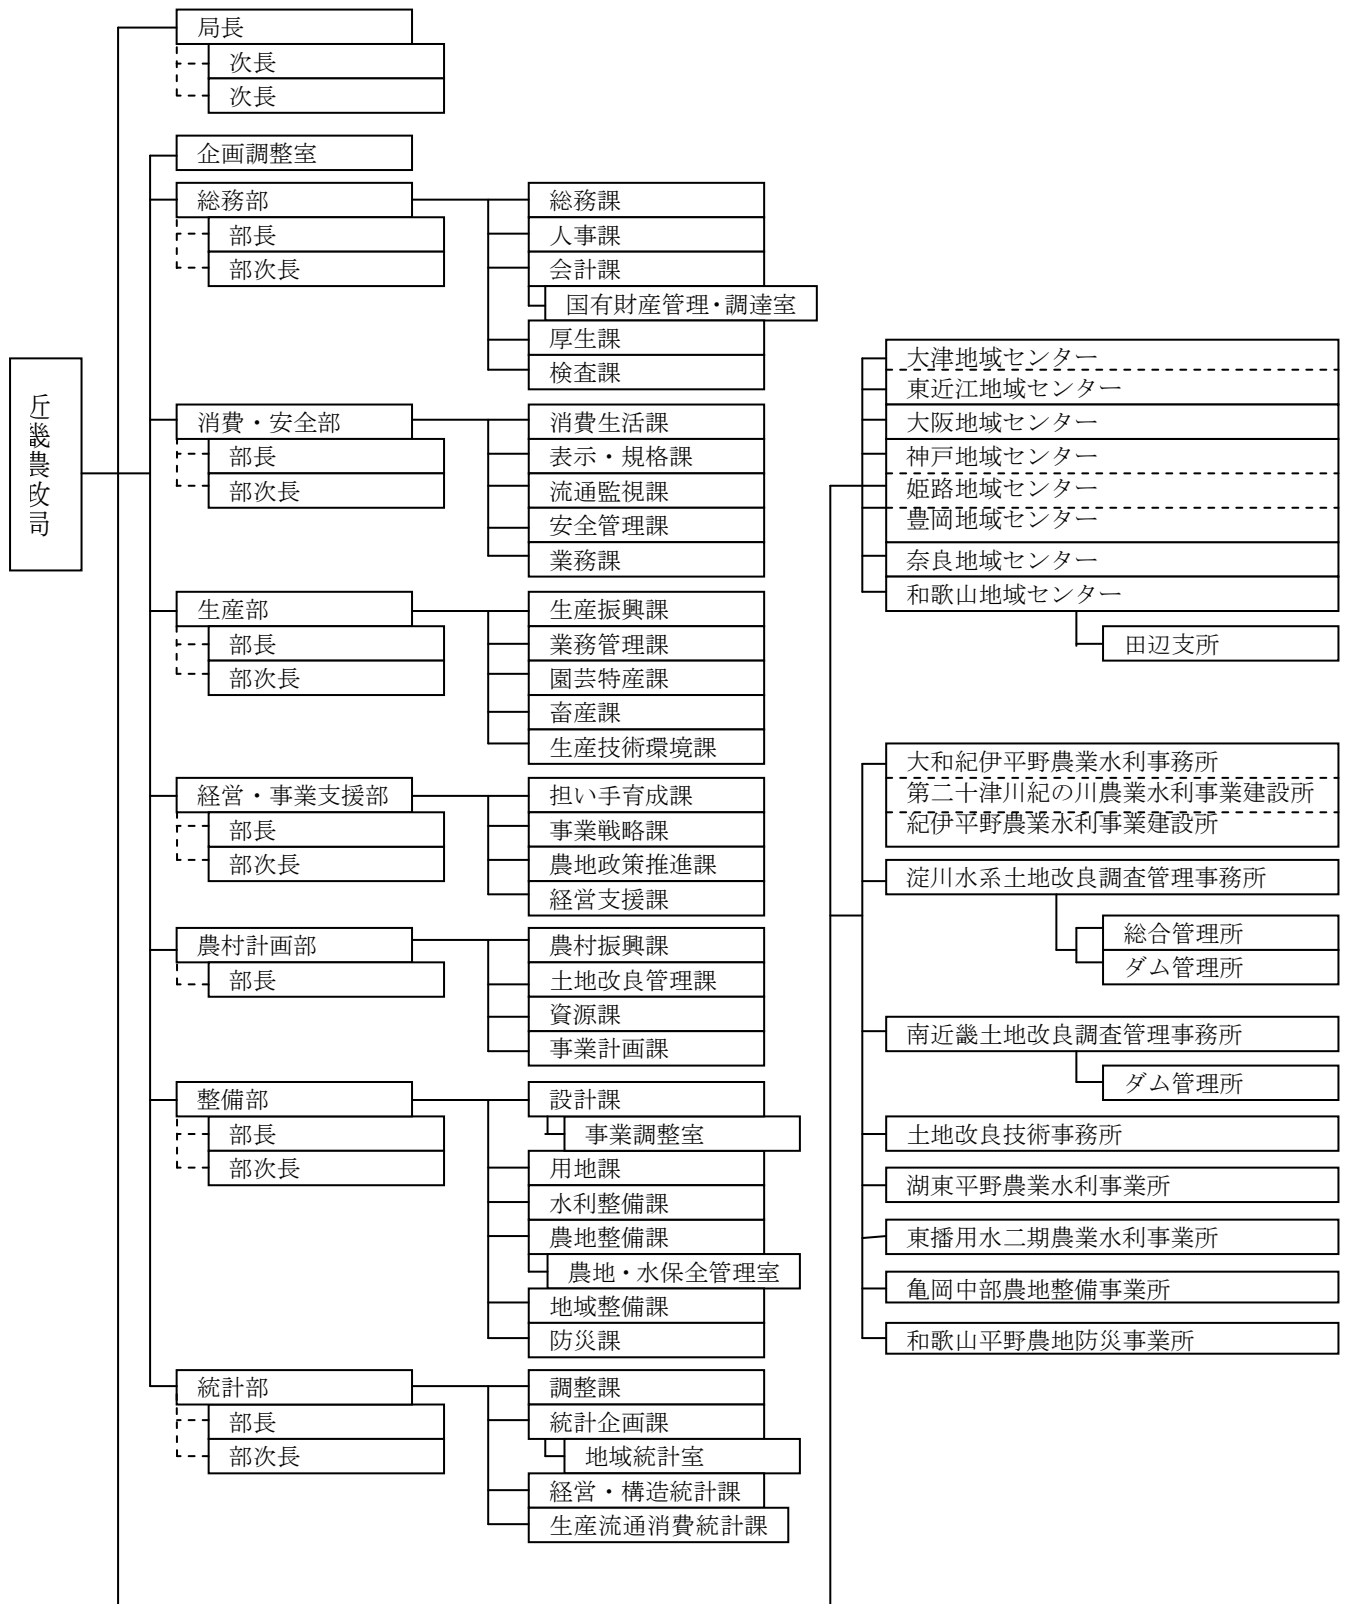 局長
次長
次長
企画調整室
総務部
部長
部次長
総務課
人事課
会計課
国有財産管理・調達室
厚生課
検査課
近畿農政局
消費・安全部
部長
部次長
消費生活課
表示・規格課
流通監視課
安全管理課
業務課
生産部
部長
部次長
生産振興課
業務管理課
園芸特産課
畜産課
生産技術環境課
経営・事業支援部
部長
部次長
担い手育成課
事業戦略課
農地政策推進課
経営支援課
農村計画部
部長
農村振興課
土地改良管理課
資源課
事業計画課
整備部
部長
部次長
設計課
事業調整室
用地課
水利整備課
農地整備課
農地・水保全管理室
地域整備課
防災課
統計部
部長
部次長
調整課
統計企画課
地域統計室
経営・構造統計課
生産流通消費統計課
大津地域センター
東近江地域センター
大阪地域センター
神戸地域センター
姫路地域センター
豊岡地域センター
奈良地域センター
和歌山地域センター
田辺支所
大和紀伊平野農業水利事務所
第二十津川紀の川農業水利事業建設所
紀伊平野農業水利事業建設所
淀川水系土地改良調査管理事務所
総合管理所
ダム管理所
南近畿土地改良調査管理事務所
ダム管理所
土地改良技術事務所
湖東平野農業水利事業所
東播用水二期農業水利事業所
亀岡中部農地整備事業所
和歌山平野農地防災事業所